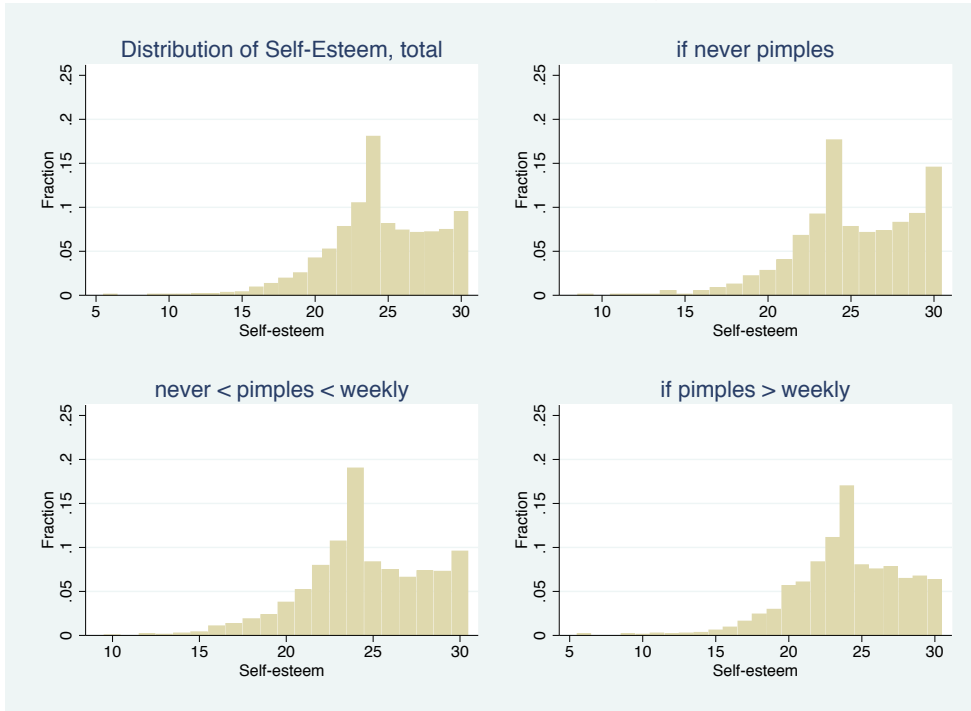 Distribution of Self-Esteem, total
.25
.2
.15
.1
.05
0
Fraction
5 10 15 20 25 30
Self-esteem
if never pimples
.25
.2
.15
.1
.05
0
Fraction
10 15 20 25 30
Self-esteem
never < pimples < weekly
.25
.2
.15
.1
.05
0
Fraction
10 15 20 25 30
Self-esteem
if pimples > weekly
.25
.2
.15
.1
.05
0
Fraction
5 10 15 20 25 30
Self-esteem